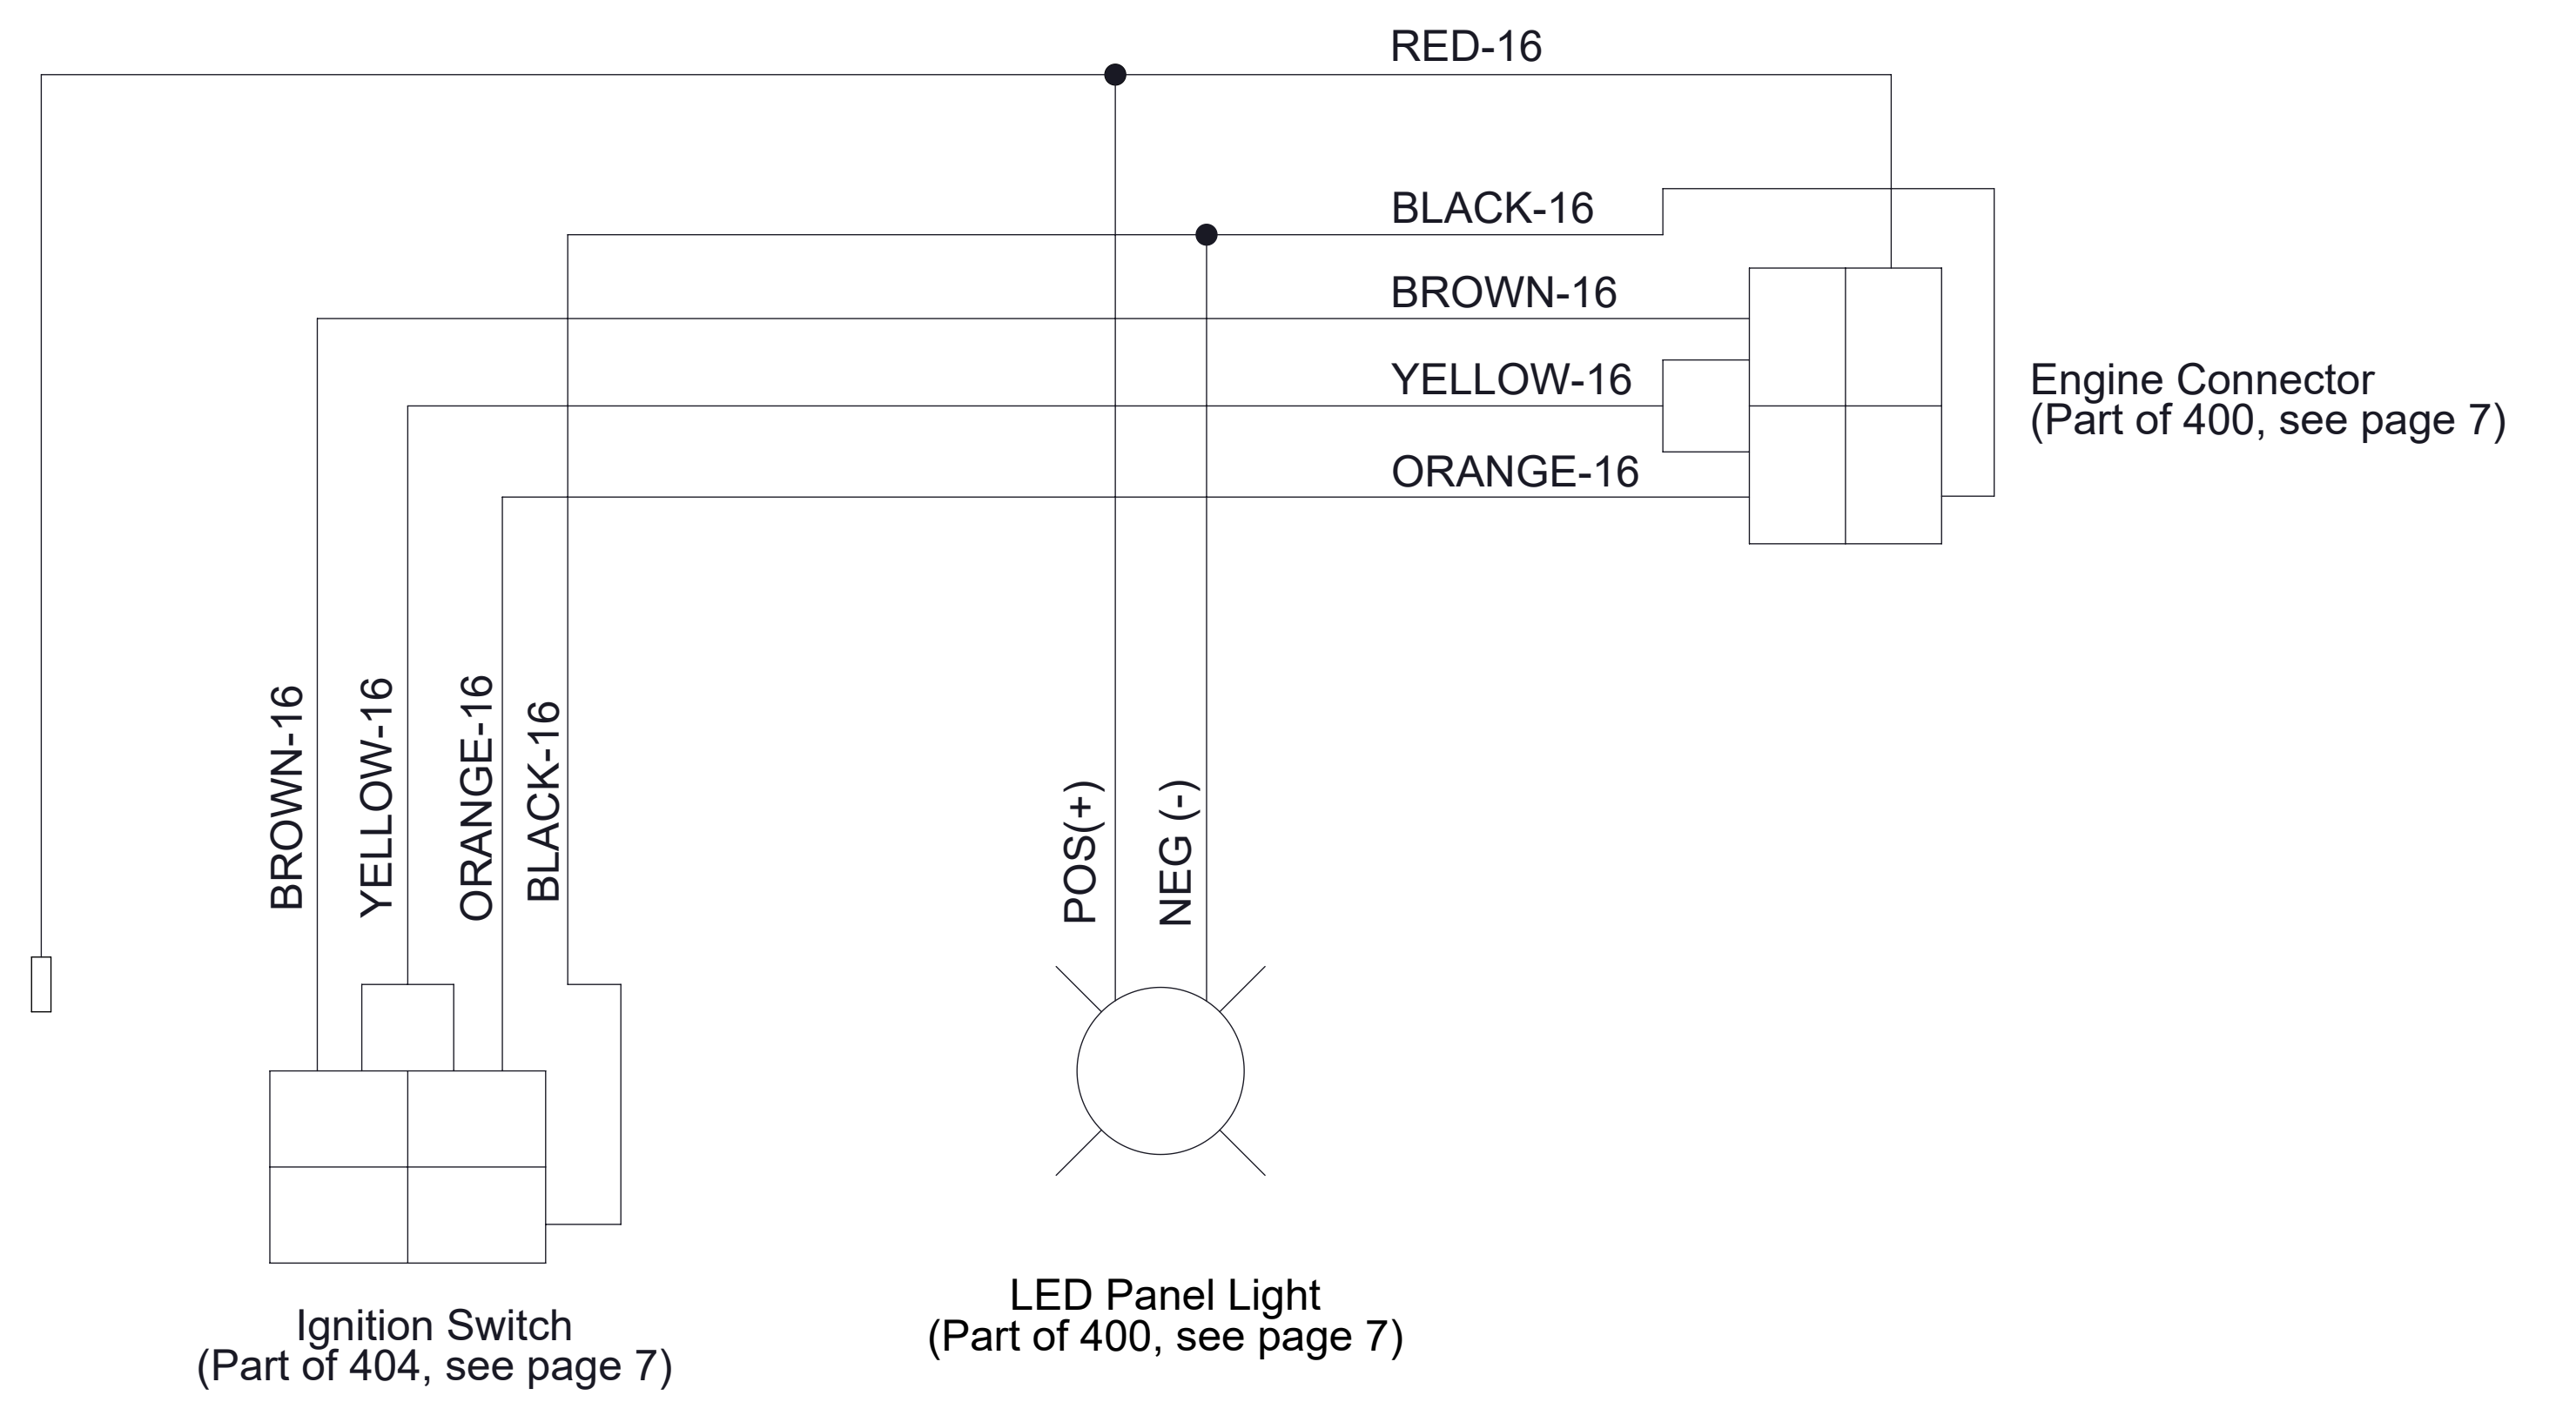 RED-16
BLACK-16
BROWN-16
YELLOW-16
ORANGE-16
Engine Connector
(Part of 400, see page 7)
BROWN-16
YELLOW-16
ORANGE-16
BLACK-16
POS(+)
NEG (-)
LED Panel Light
(Part of 400, see page 7)
Ignition Switch
(Part of 404, see page 7)